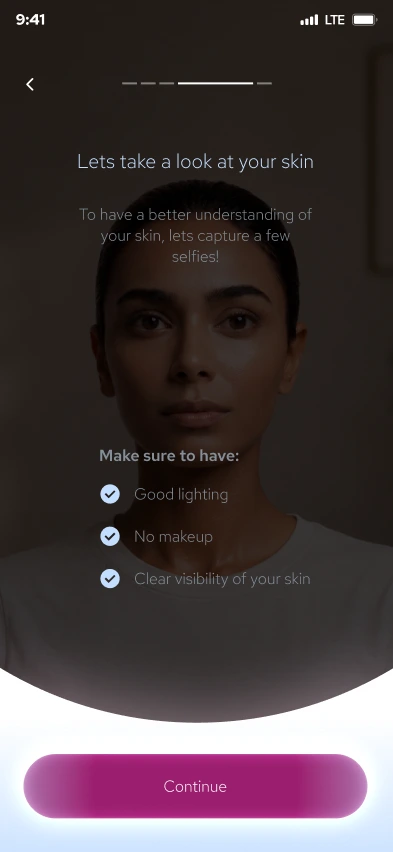 9:41 LTE
Lets take a look at your skin
To have a better understanding of
your skin, lets capture a few
selfies!
Make sure to have:
Good lighting
No makeup
Clear visibility of your skin
Continue